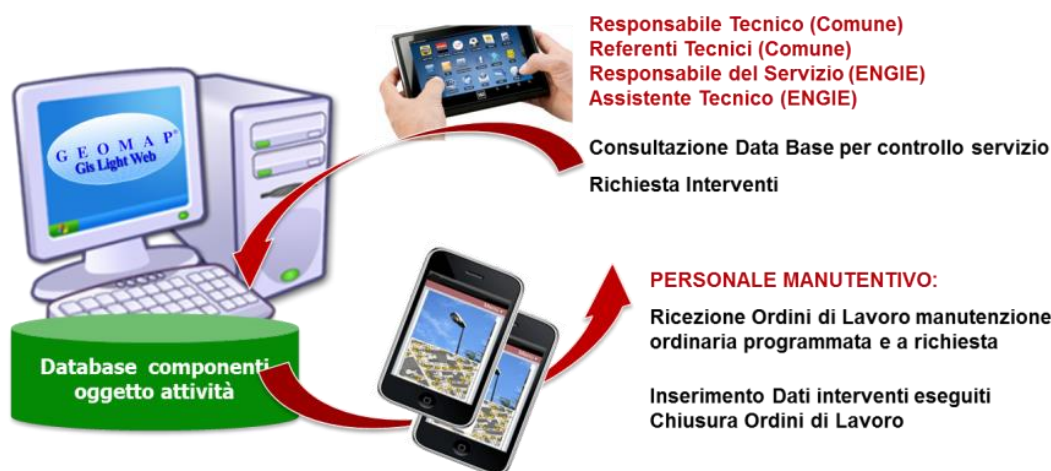 Responsabile Tecnico (Comune)
Referenti Tecnici (Comune)
Responsabile del Servizio (ENGIE)
Assistente Tecnico (ENGIE)
Consultazione Data Base per controllo servizio
Richiesta Interventi
GEOMAP®
Gis Light Web
PERSONALE MANUTENTIVO:
Ricezione Ordini di Lavoro manutenzione
ordinaria programmata e a richiesta
Inserimento Dati interventi eseguiti
Chiusura Ordini di Lavoro
Database componenti
oggetto attività